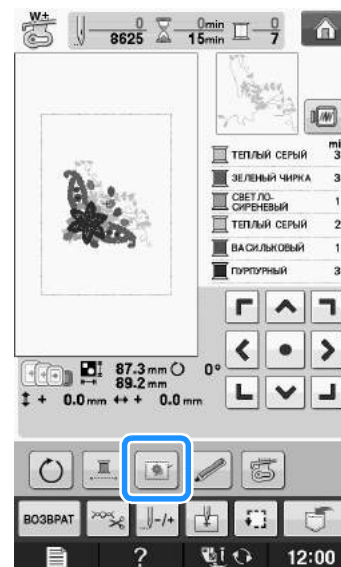 W+
0 0min 0
8625 15min 7
min
ТЕПЛЫЙ СЕРЫЙ 3
ЗЕЛЕНЫЙ ЧИРКА 3
СВЕТЛО-
СИРЕНЕВЫЙ 1
ТЕПЛЫЙ СЕРЫЙ 2
ВАСИЛЬКОВЫЙ 1
ПУРПУРНЫЙ 3
87.3 mm 0°
89.2 mm
+ 0.0 mm + 0.0 mm
ВОЗВРАТ -/+
? i 12:00